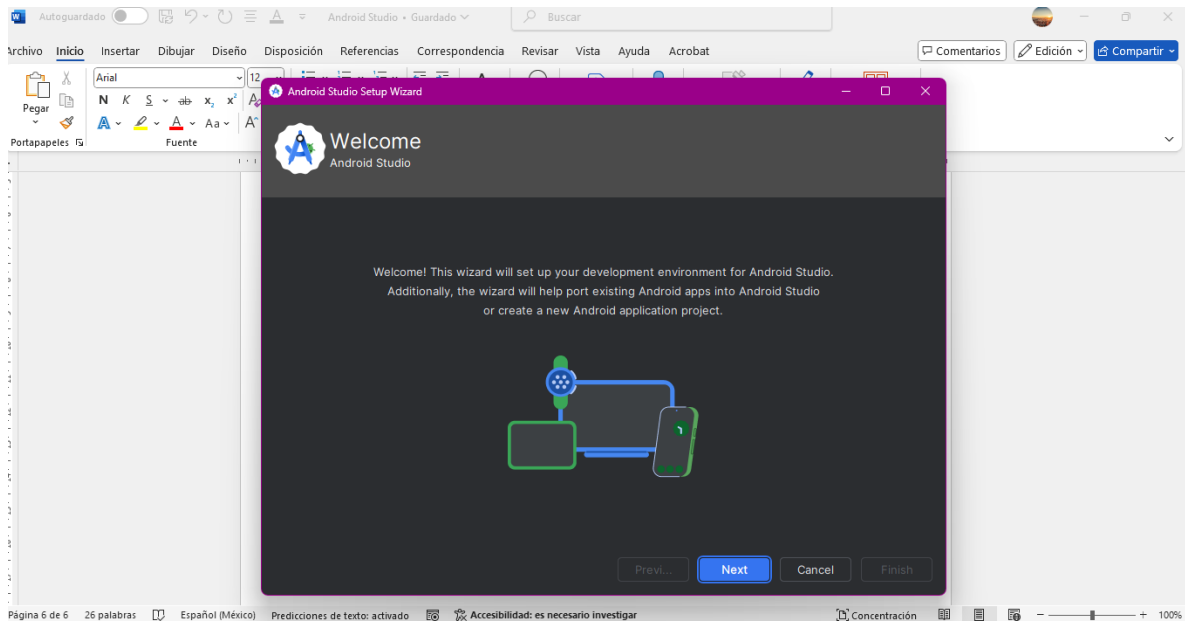 Autoguardado
Android Studio • Guardado
Buscar
Archivo Inicio Insertar Dibujar Diseño Disposición Referencias Correspondencia Revisar Vista Ayuda Acrobat Comentarios Edición Compartir
Pegar
Arial 12
N K S ab x₂ x² A
A A Aa A
Portapapeles Fuente
Android Studio Setup Wizard
Welcome
Android Studio
Welcome! This wizard will set up your development environment for Android Studio.
Additionally, the wizard will help port existing Android apps into Android Studio
or create a new Android application project.
Previ... Next Cancel Finish
Página 6 de 6 26 palabras Español (México) Predicciones de texto: activado Accesibilidad: es necesario investigar Concentración 100%